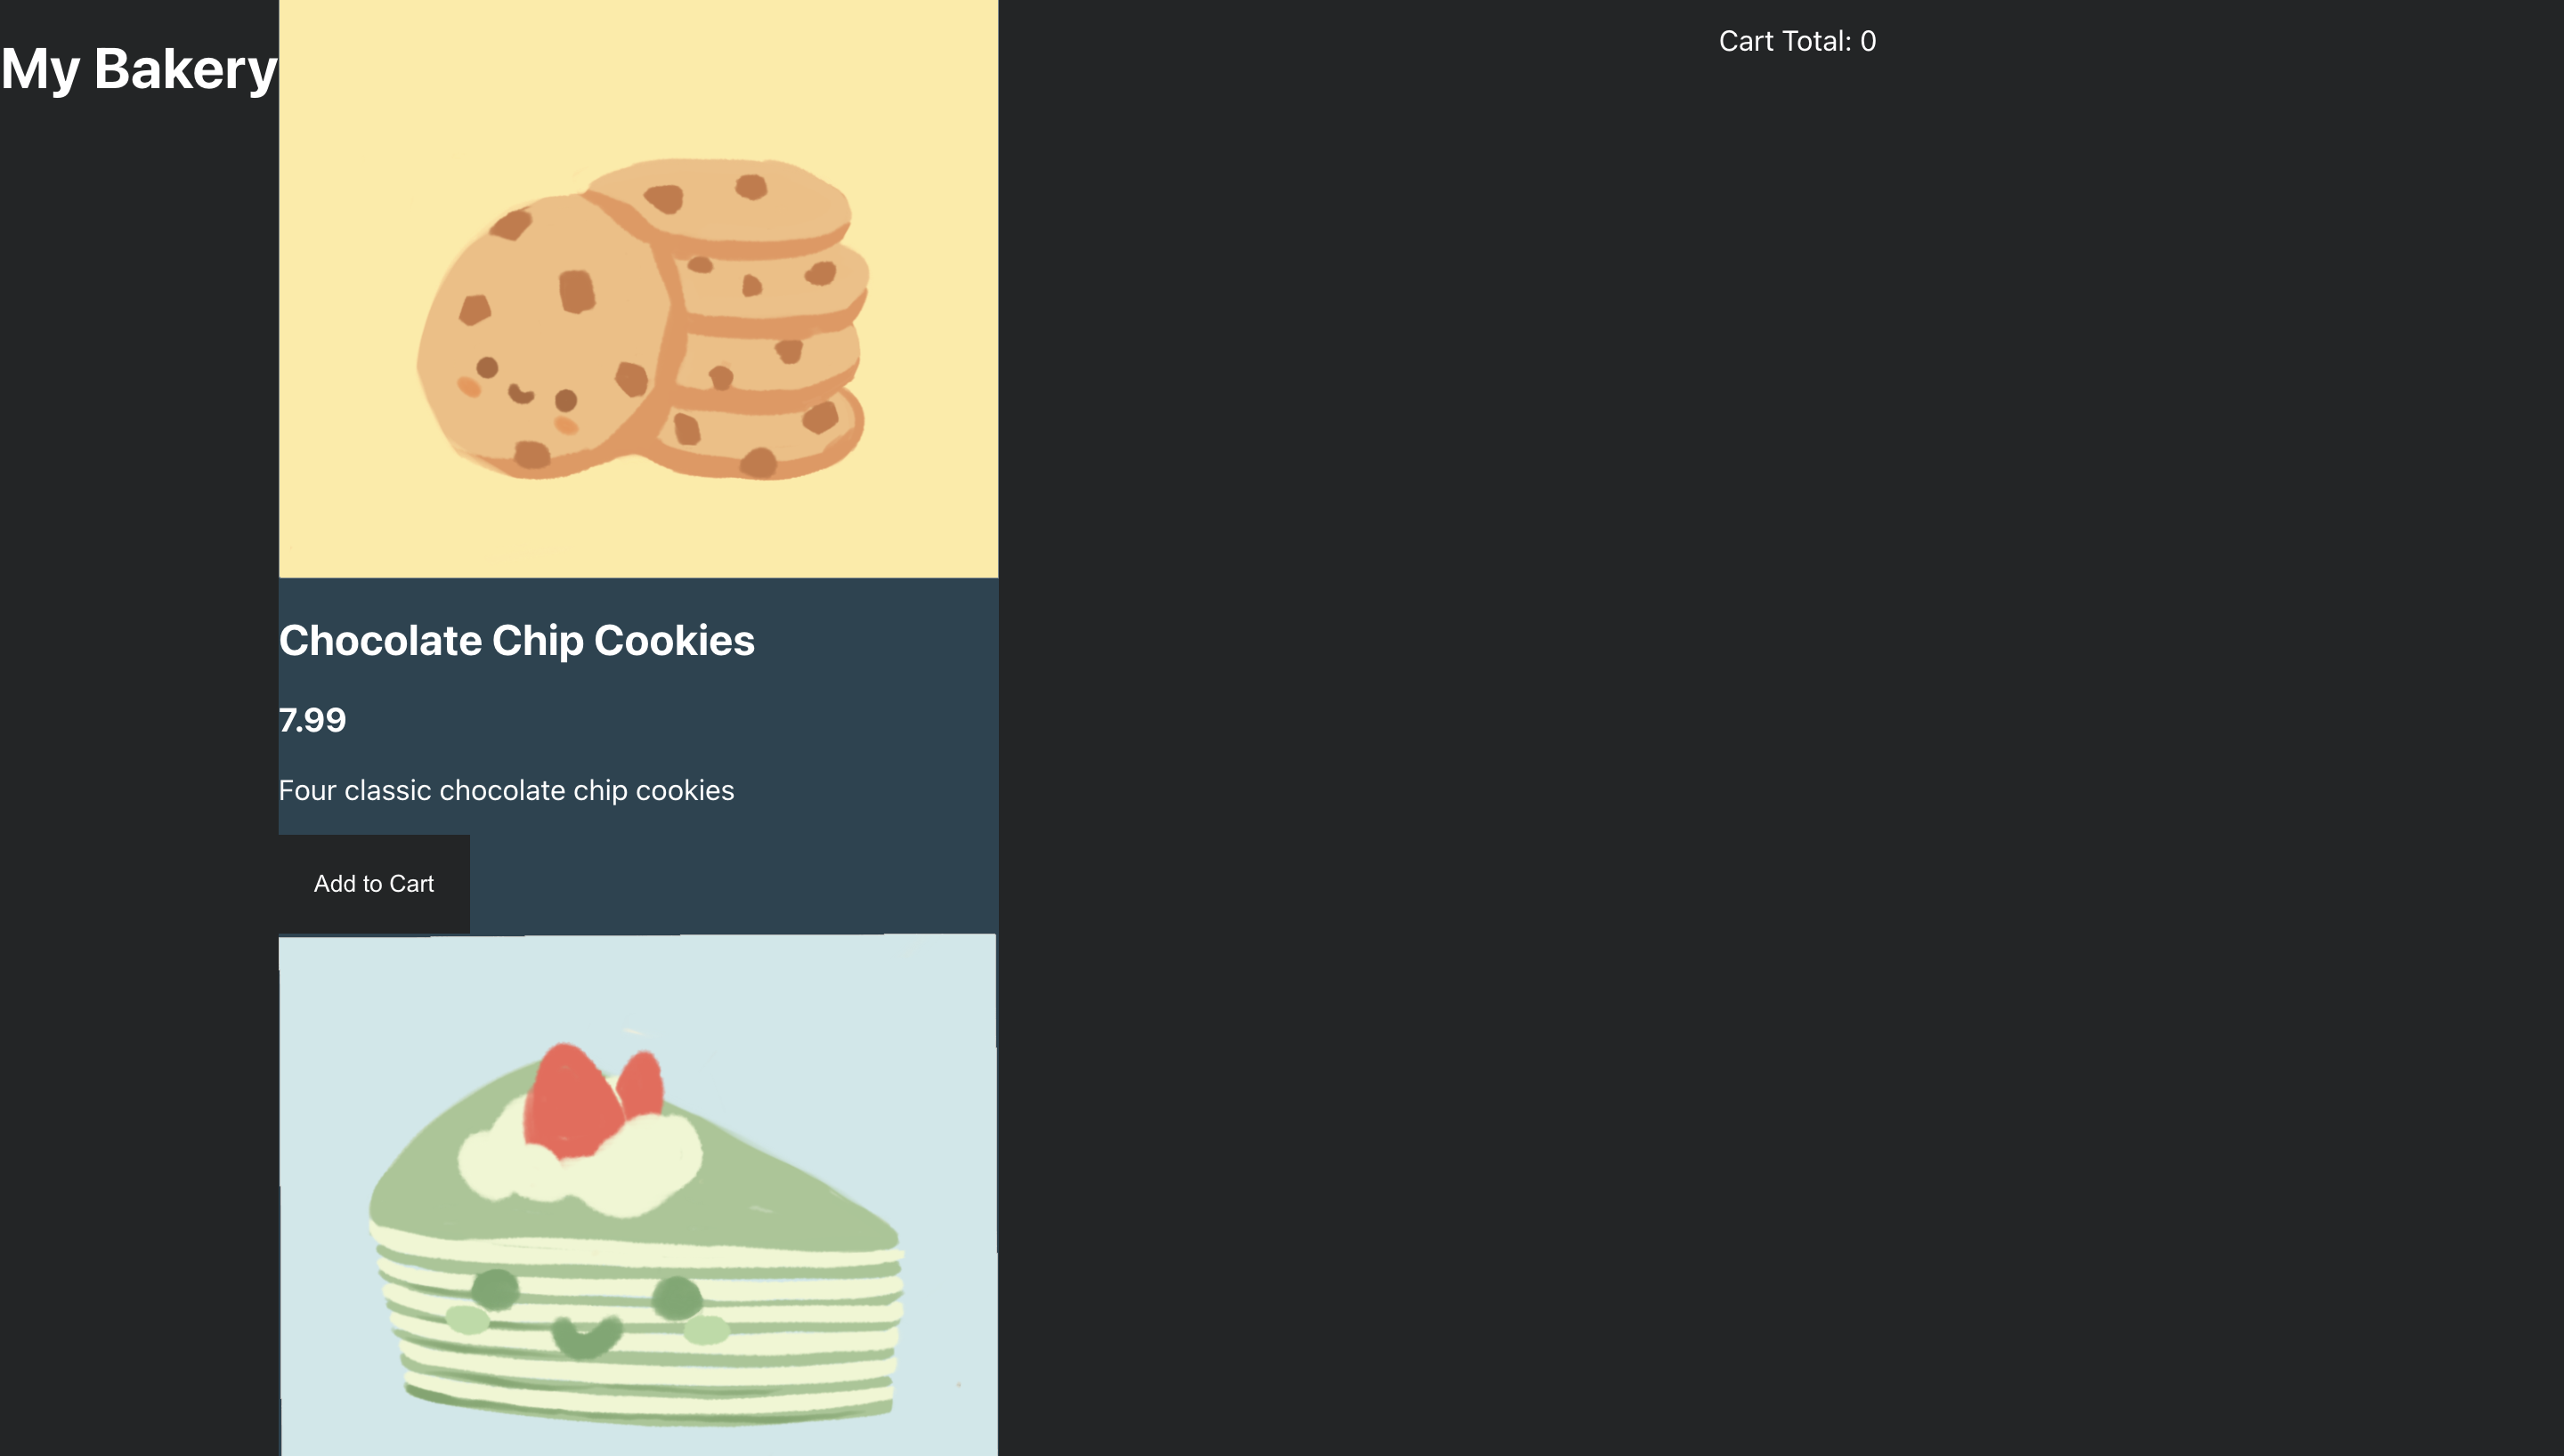 My Bakery
Cart Total: 0
Chocolate Chip Cookies
7.99
Four classic chocolate chip cookies
Add to Cart